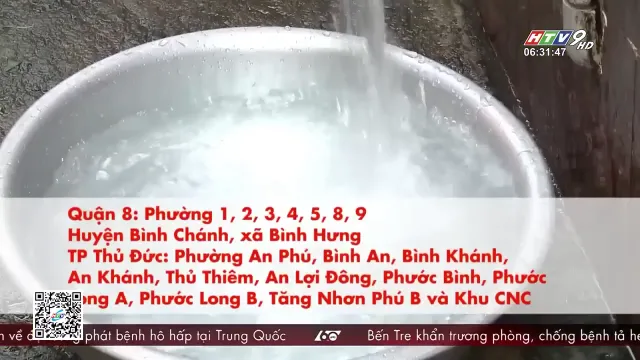 HTV9 HD
06:31:47
Quận 8: Phường 1, 2, 3, 4, 5, 8, 9
Huyện Bình Chánh, xã Bình Hưng
TP Thủ Đức: Phường An Phú, Bình An, Bình Khánh,
An Khánh, Thủ Thiêm, An Lợi Đông, Phước Bình, Phước
ong A, Phước Long B, Tăng Nhơn Phú B và Khu CNC
n về phát bệnh hô hấp tại Trung Quốc 60 Bến Tre khẩn trương phòng, chống bệnh tả h